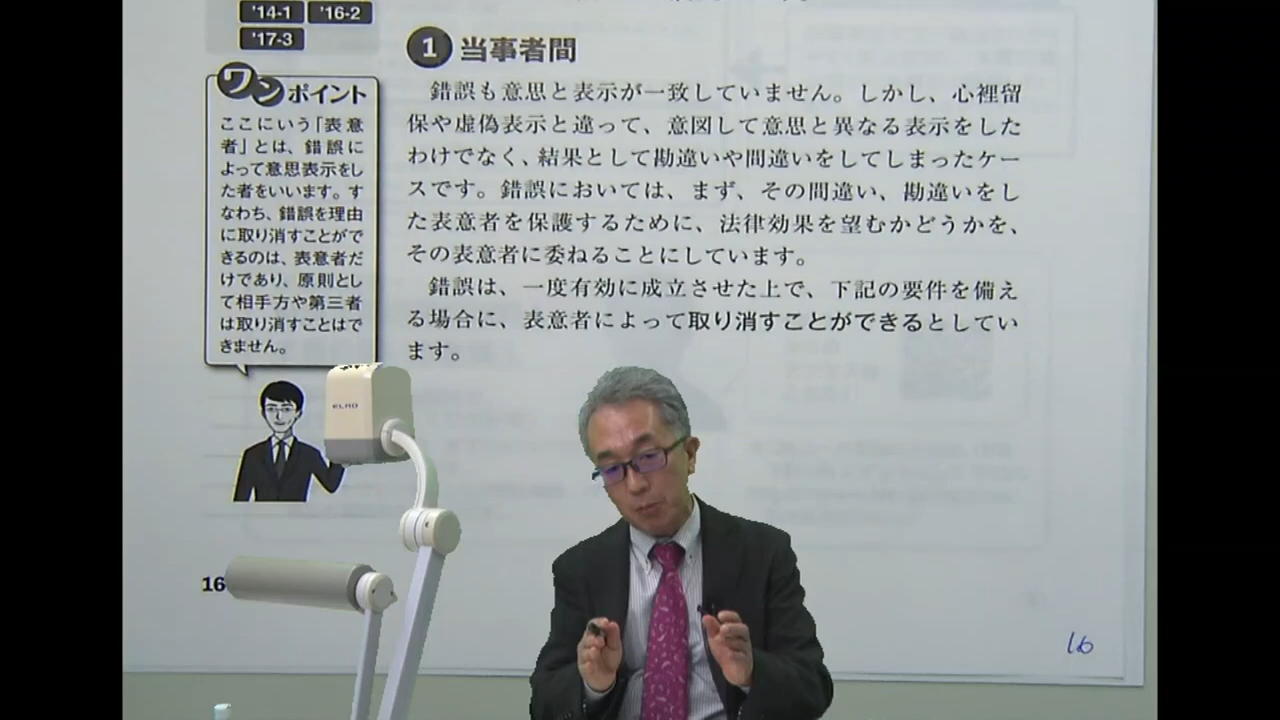 '14-1 '16-2
'17-3
ワンポイント
ここにいう「表意
者」とは、錯誤に
よって意思表示をし
た者をいいます。す
なわち、錯誤を理由
に取り消すことがで
きるのは、表意者だ
けであり、原則とし
て相手方や第三者
は取り消すことはで
きません。
1 当事者間
錯誤も意思と表示が一致していません。しかし、心裡留
保や虚偽表示と違って、意図して意思と異なる表示をした
わけでなく、結果として勘違いや間違いをしてしまったケー
スです。錯誤においては、まず、その間違い、勘違いをし
た表意者を保護するために、法律効果を望むかどうかを、
その表意者に委ねることにしています。
錯誤は、一度有効に成立させた上で、下記の要件を備え
る場合に、表意者によって取り消すことができるとしてい
ます。
ELMO
16
16